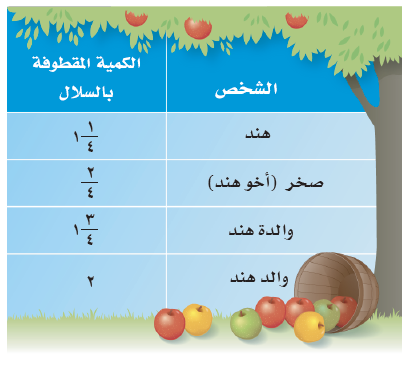 الشخص
الكمية المقطوفة
بالسلال
هند
١ ١/٤
صخر (أخو هند)
٢/٤
والدة هند
١ ٣/٤
والد هند
٢